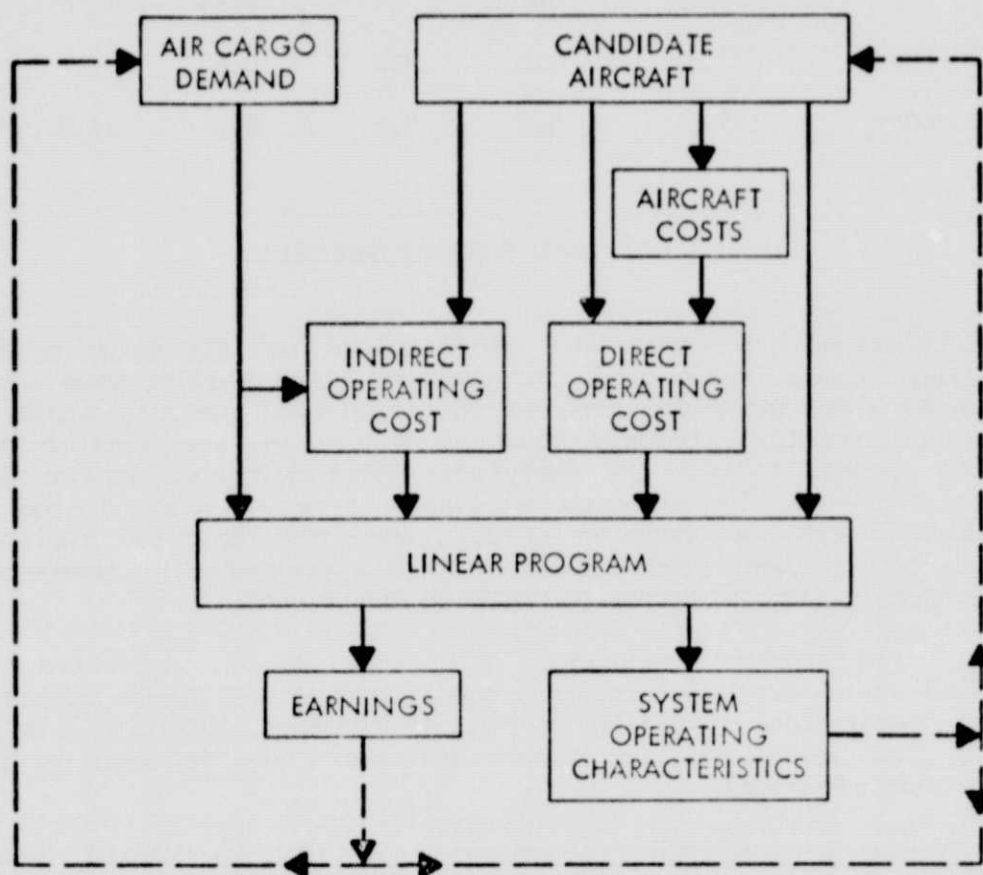 AIR CARGO
DEMAND
CANDIDATE
AIRCRAFT
AIRCRAFT
COSTS
INDIRECT
OPERATING
COST
DIRECT
OPERATING
COST
LINEAR PROGRAM
EARNINGS
SYSTEM
OPERATING
CHARACTERISTICS